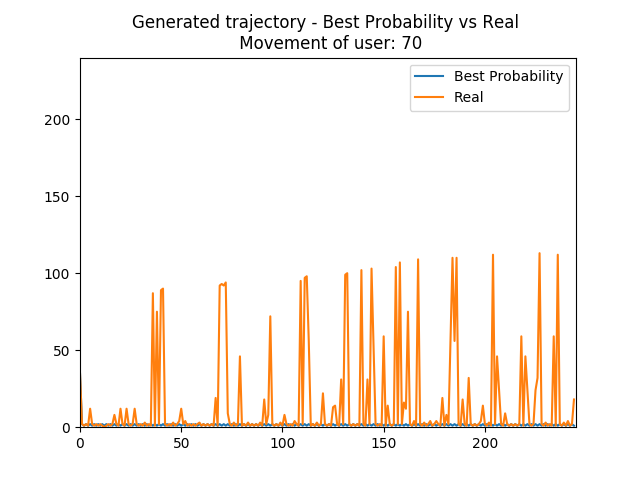 Generated trajectory - Best Probability vs Real
Movement of user: 70
Best Probability
Real
200
150
100
50
0
0 50 100 150 200